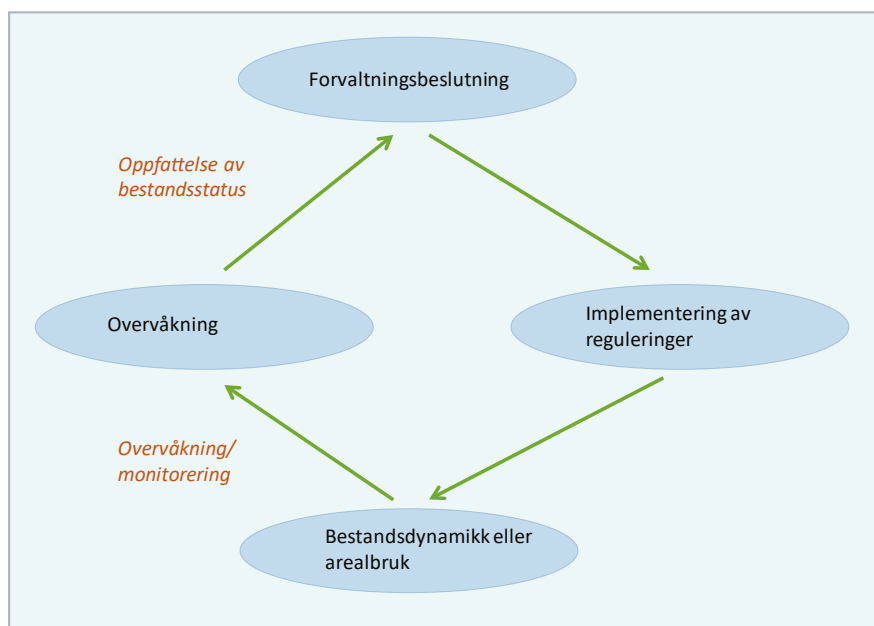 Forvaltningsbeslutning
Oppfattelse av
bestandsstatus
Overvåkning
Implementering av
reguleringer
Overvåkning/
monitorering
Bestandsdynamikk eller
arealbruk